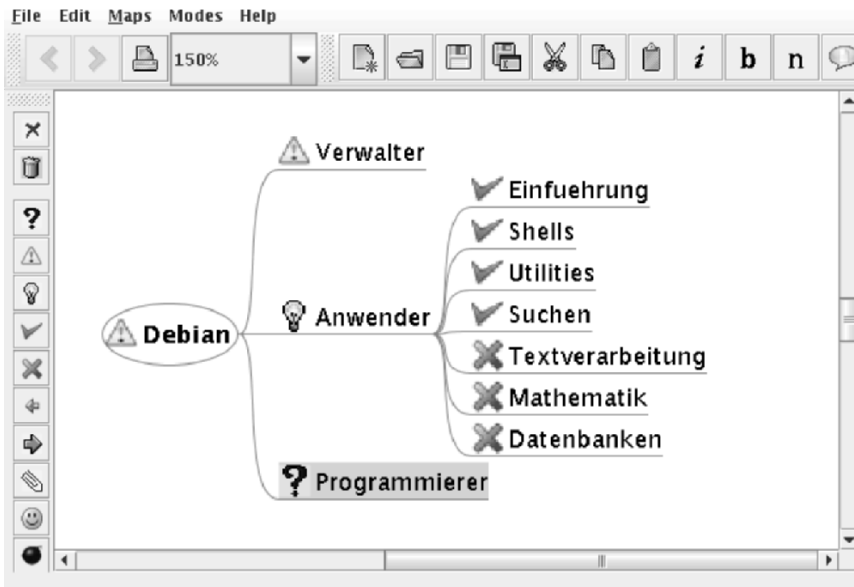 File Edit Maps Modes Help
150%
i b n
Verwalter
Einfuehrung
Shells
Utilities
Debian
Anwender
Suchen
Textverarbeitung
Mathematik
Datenbanken
Programmierer